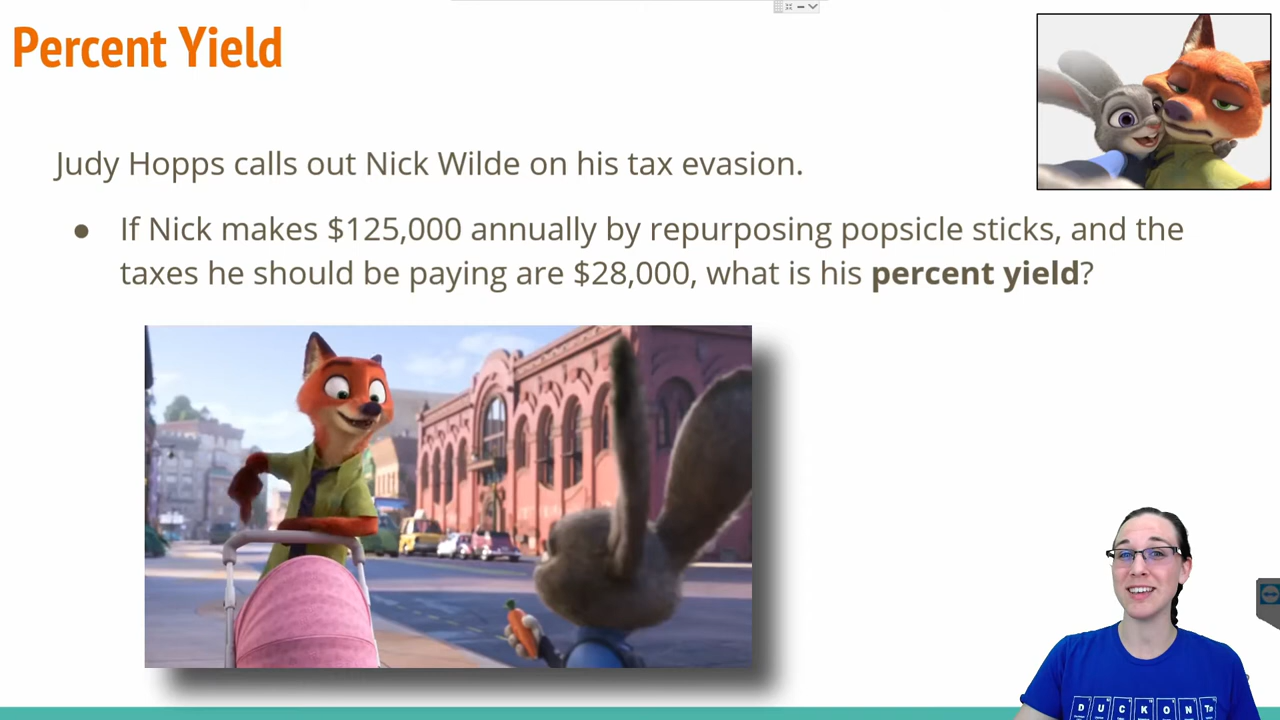 Percent Yield
Judy Hopps calls out Nick Wilde on his tax evasion.
● If Nick makes $125,000 annually by repurposing popsicle sticks, and the
taxes he should be paying are $28,000, what is his percent yield?
D U C K O N Ta